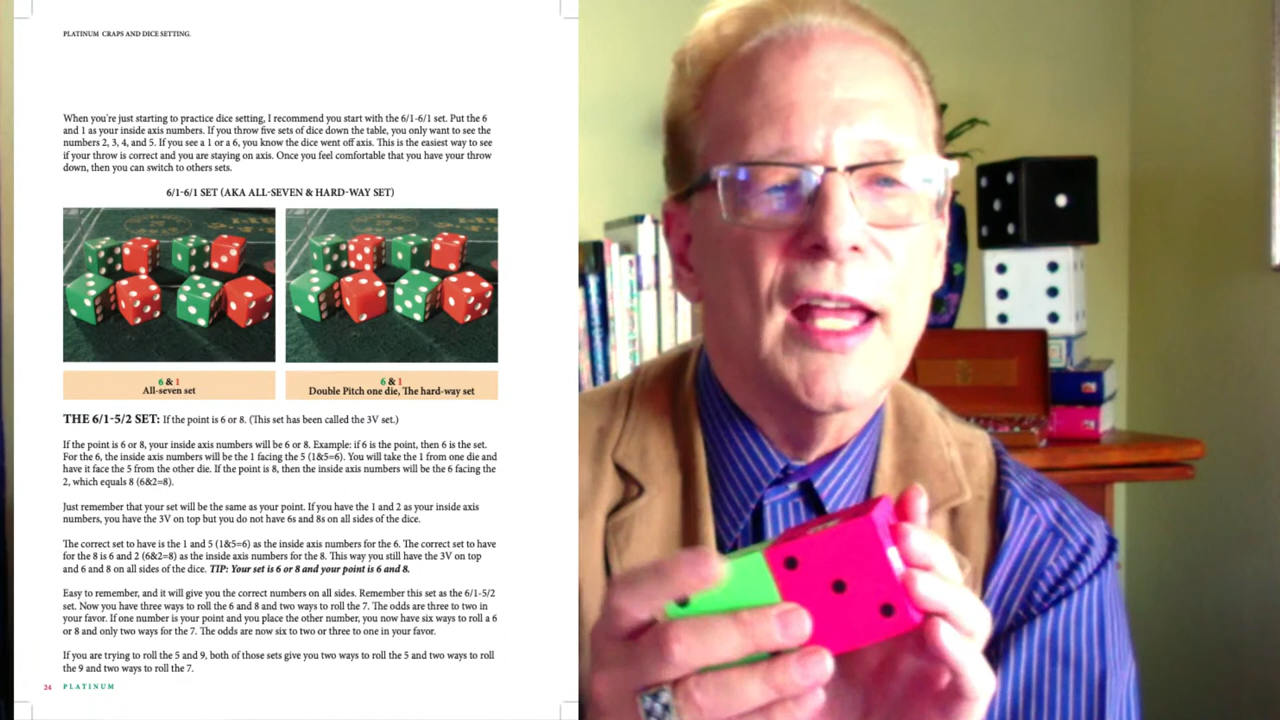 PLATINUM CRAPS AND DICE SETTING.
When you're just starting to practice dice setting, I recommend you start with the 6/1-6/1 set. Put the 6
and 1 as your inside axis numbers. If you throw five sets of dice down the table, you only want to see the
numbers 2, 3, 4, and 5. If you see a 1 or a 6, you know the dice went off axis. This is the easiest way to see
if your throw is correct and you are staying on axis. Once you feel comfortable that you have your throw
down, then you can switch to others sets.
6/1-6/1 SET (AKA ALL-SEVEN & HARD-WAY SET)
6 & 1
All-seven set
6 & 1
Double Pitch one die, The hard-way set
THE 6/1-5/2 SET: If the point is 6 or 8. (This set has been called the 3V set.)
If the point is 6 or 8, your inside axis numbers will be 6 or 8. Example: if 6 is the point, then 6 is the set.
For the 6, the inside axis numbers will be the 1 facing the 5 (1&5=6). You will take the 1 from one die and
have it face the 5 from the other die. If the point is 8, then the inside axis numbers will be the 6 facing the
2, which equals 8 (6&2=8).
Just remember that your set will be the same as your point. If you have the 1 and 2 as your inside axis
numbers, you have the 3V on top but you do not have 6s and 8s on all sides of the dice.
The correct set to have is the 1 and 5 (1&5=6) as the inside axis numbers for the 6. The correct set to have
for the 8 is 6 and 2 (6&2=8) as the inside axis numbers for the 8. This way you still have the 3V on top
and 6 and 8 on all sides of the dice. TIP: Your set is 6 or 8 and your point is 6 and 8.
Easy to remember, and it will give you the correct numbers on all sides. Remember this set as the 6/1-5/2
set. Now you have three ways to roll the 6 and 8 and two ways to roll the 7. The odds are three to two in
your favor. If one number is your point and you place the other number, you now have six ways to roll a 6
or 8 and only two ways for the 7. The odds are now six to two or three to one in your favor.
If you are trying to roll the 5 and 9, both of those sets give you two ways to roll the 5 and two ways to roll
the 9 and two ways to roll the 7.
24 PLATINUM